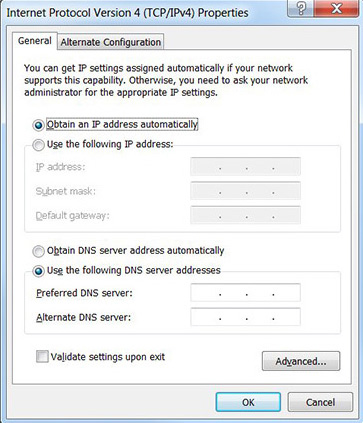 Internet Protocol Version 4 (TCP/IPv4) Properties
General
Alternate Configuration
You can get IP settings assigned automatically if your network
supports this capability. Otherwise, you need to ask your network
administrator for the appropriate IP settings.
Obtain an IP address automatically
Use the following IP address:
IP address:
Subnet mask:
Default gateway:
Obtain DNS server address automatically
Use the following DNS server addresses
Preferred DNS server:
Alternate DNS server:
Validate settings upon exit
Advanced...
OK
Cancel